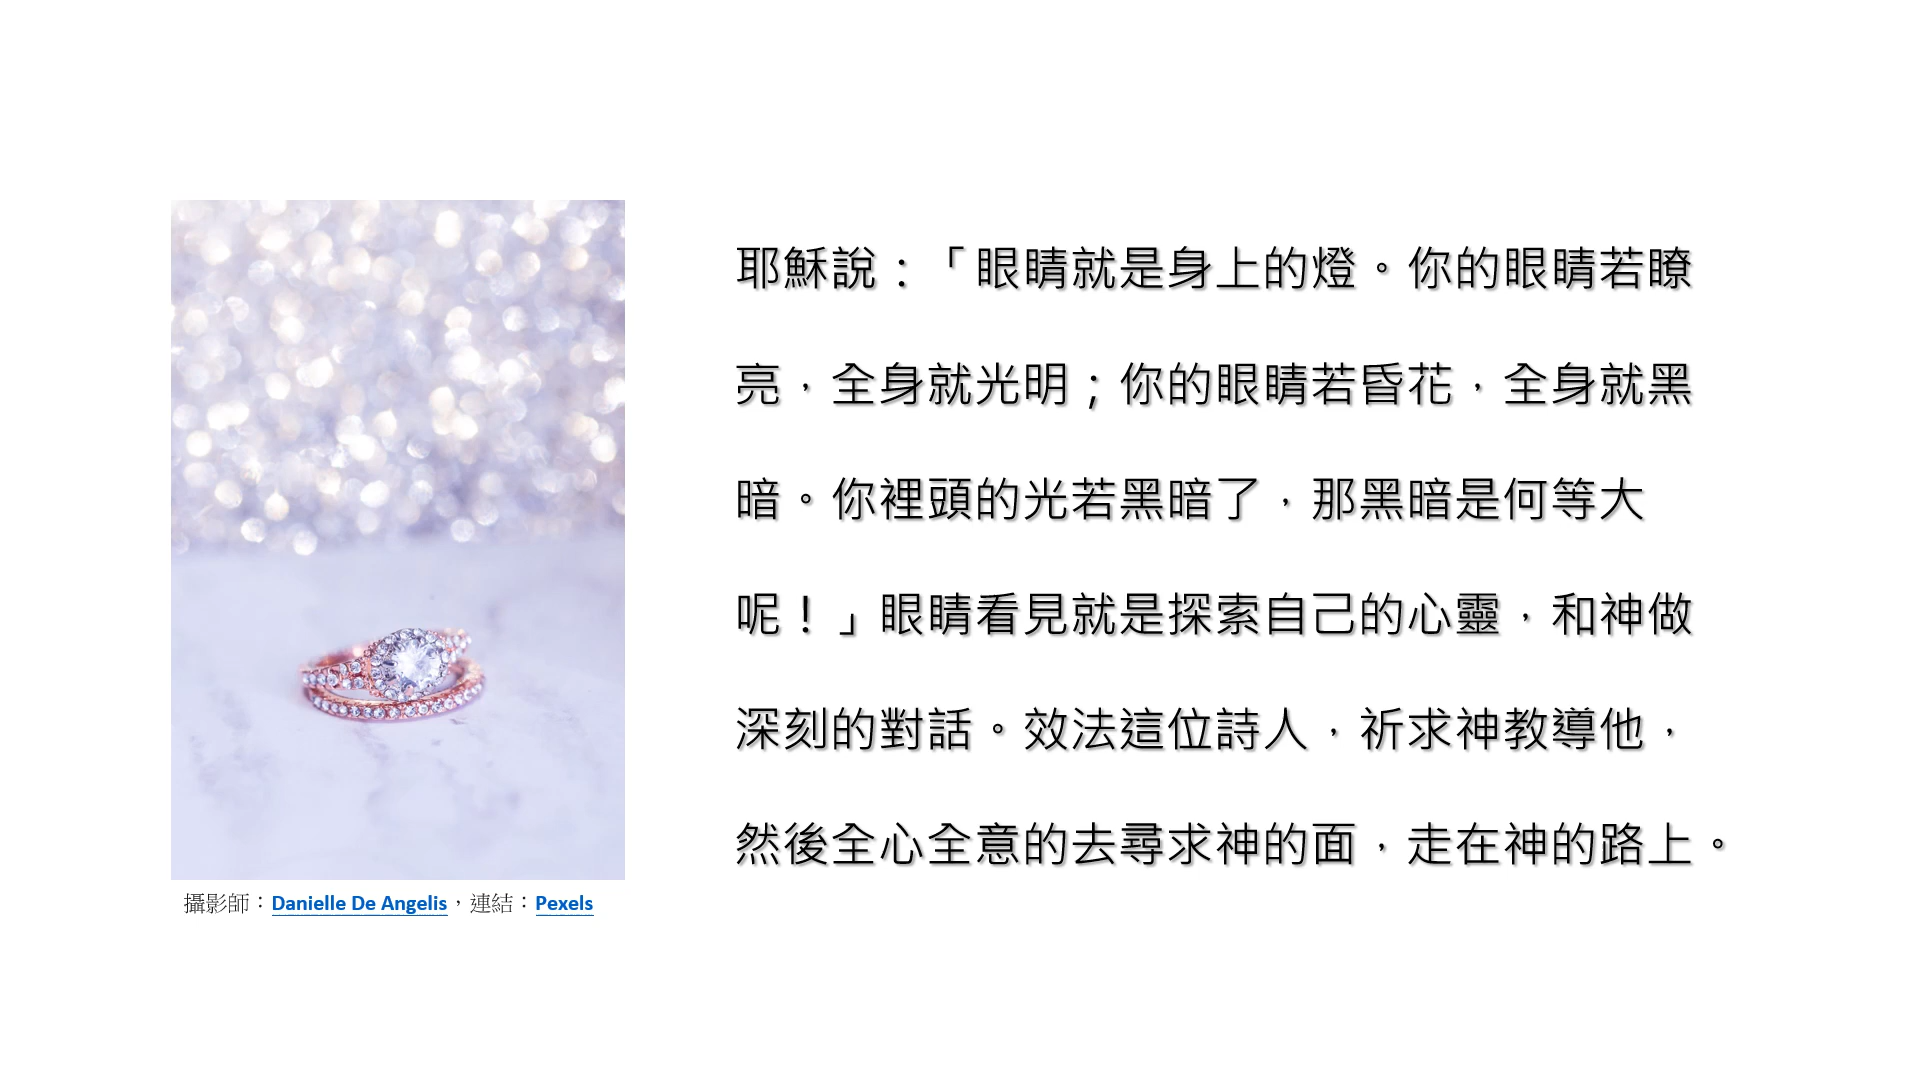 耶穌說：「眼睛就是身上的燈。你的眼睛若瞭
亮，全身就光明；你的眼睛若昏花，全身就黑
暗。你裡頭的光若黑暗了，那黑暗是何等大
呢！」眼睛看見就是探索自己的心靈，和神做
深刻的對話。效法這位詩人，祈求神教導他，
然後全心全意的去尋求神的面，走在神的路上。
攝影師：Danielle De Angelis，連結：Pexels